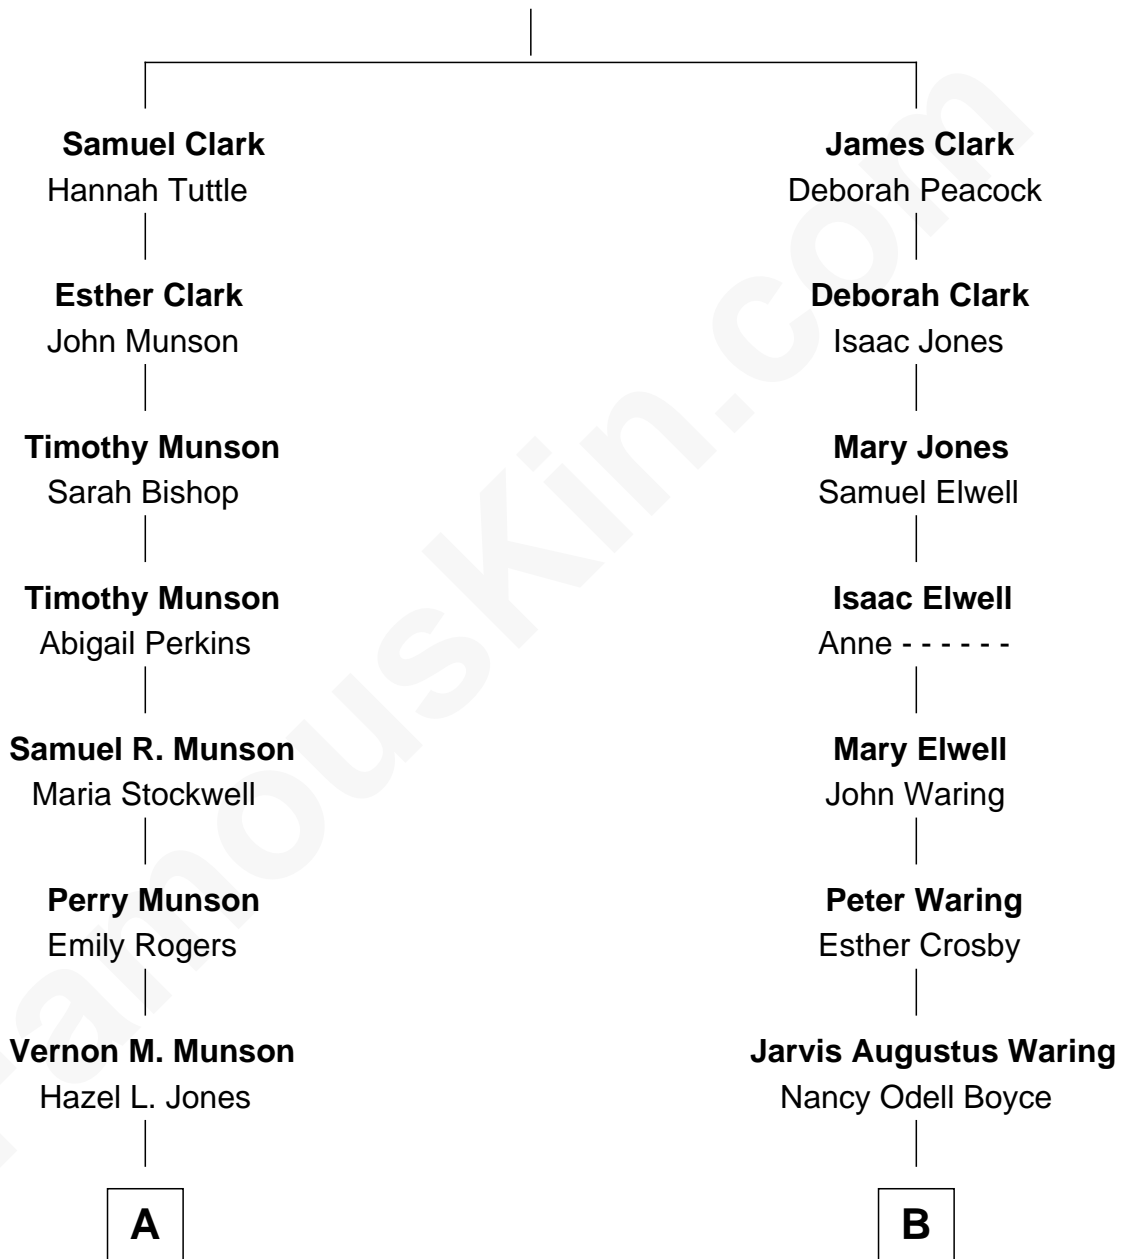 Samuel Clark
Hannah Tuttle
Esther Clark
John Munson
Timothy Munson
Sarah Bishop
Timothy Munson
Abigail Perkins
Samuel R. Munson
Maria Stockwell
Perry Munson
Emily Rogers
Vernon M. Munson
Hazel L. Jones
A
James Clark
Deborah Peacock
Deborah Clark
Isaac Jones
Mary Jones
Samuel Elwell
Isaac Elwell
Anne - - - - - -
Mary Elwell
John Waring
Peter Waring
Esther Crosby
Jarvis Augustus Waring
Nancy Odell Boyce
B
FamousKin.com